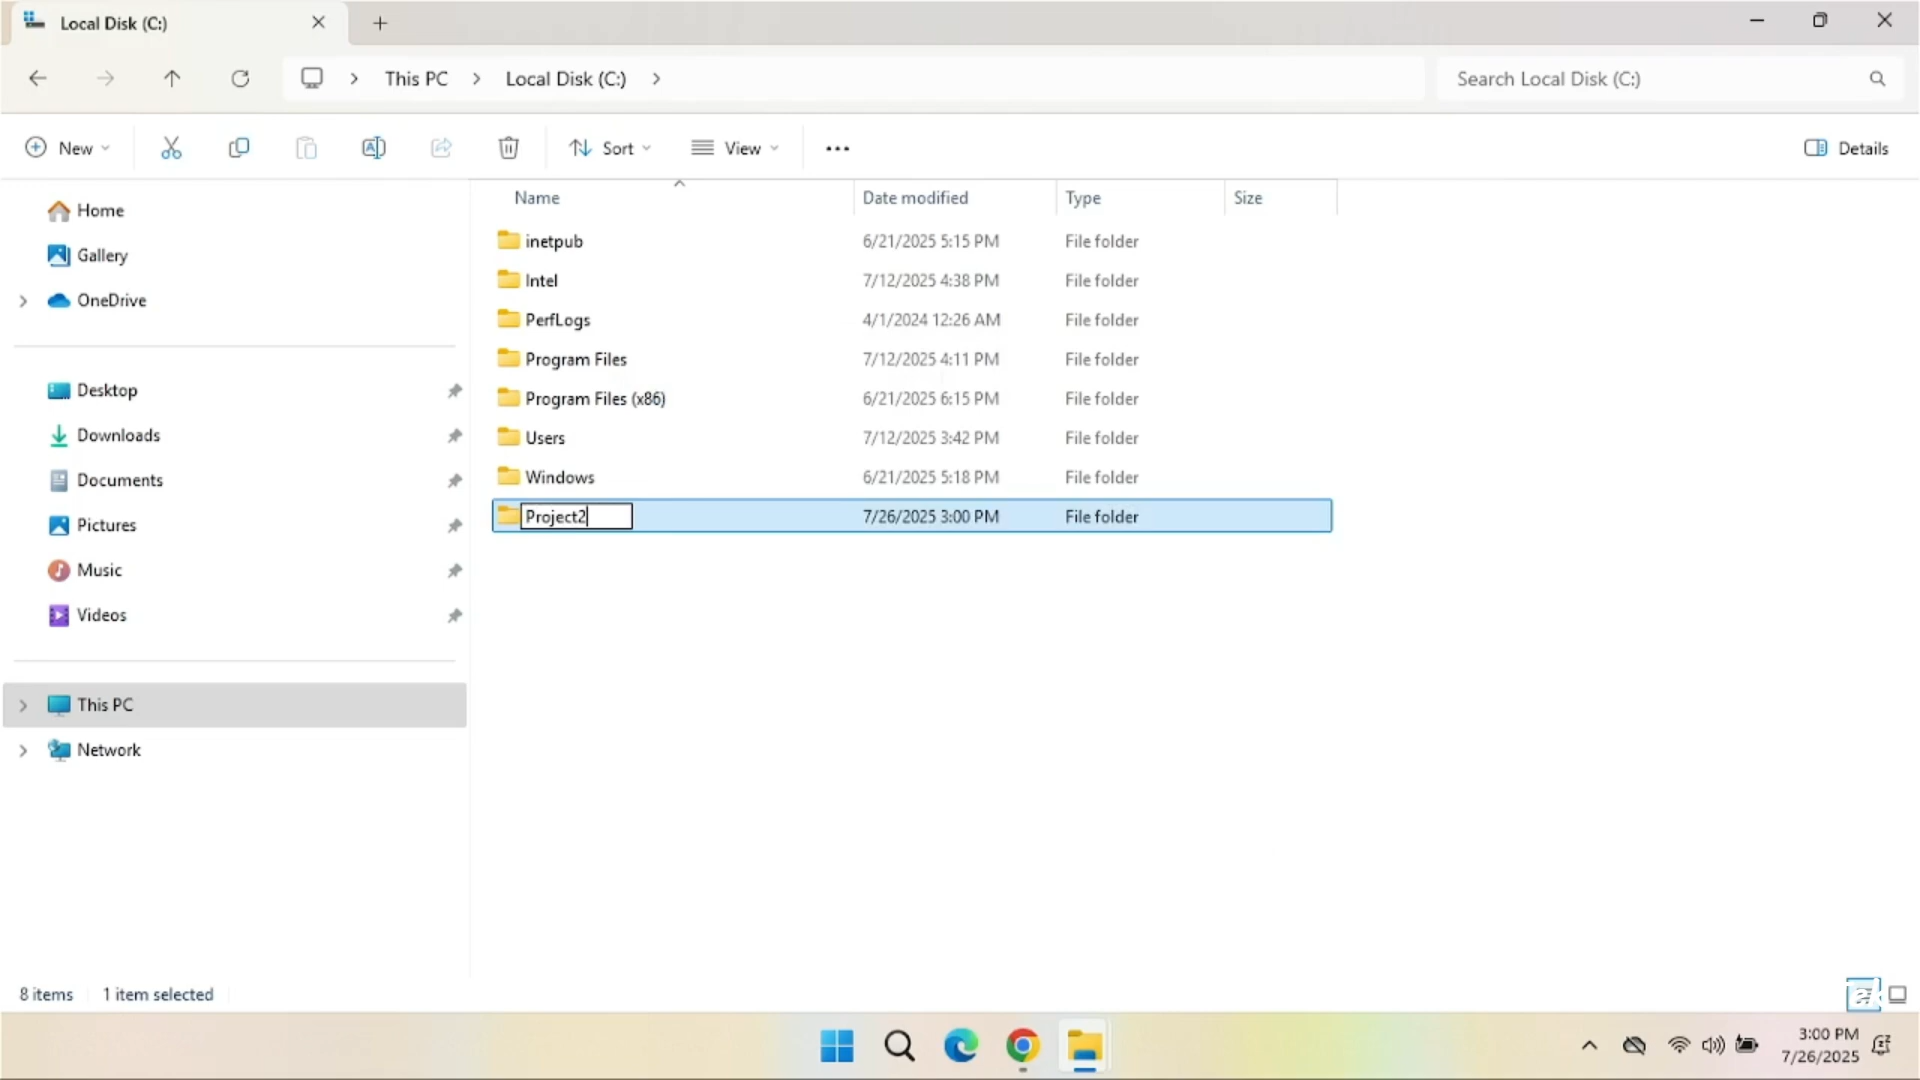 Local Disk (C:)
This PC > Local Disk (C:) >
Search Local Disk (C:)
New
Sort
View
Details
Home
Gallery
OneDrive
Desktop
Downloads
Documents
Pictures
Music
Videos
This PC
Network
Name Date modified Type Size
inetpub 6/21/2025 5:15 PM File folder
Intel 7/12/2025 4:38 PM File folder
PerfLogs 4/1/2024 12:26 AM File folder
Program Files 7/12/2025 4:11 PM File folder
Program Files (x86) 6/21/2025 6:15 PM File folder
Users 7/12/2025 3:42 PM File folder
Windows 6/21/2025 5:18 PM File folder
Project2 7/26/2025 3:00 PM File folder
8 items 1 item selected
3:00 PM
7/26/2025